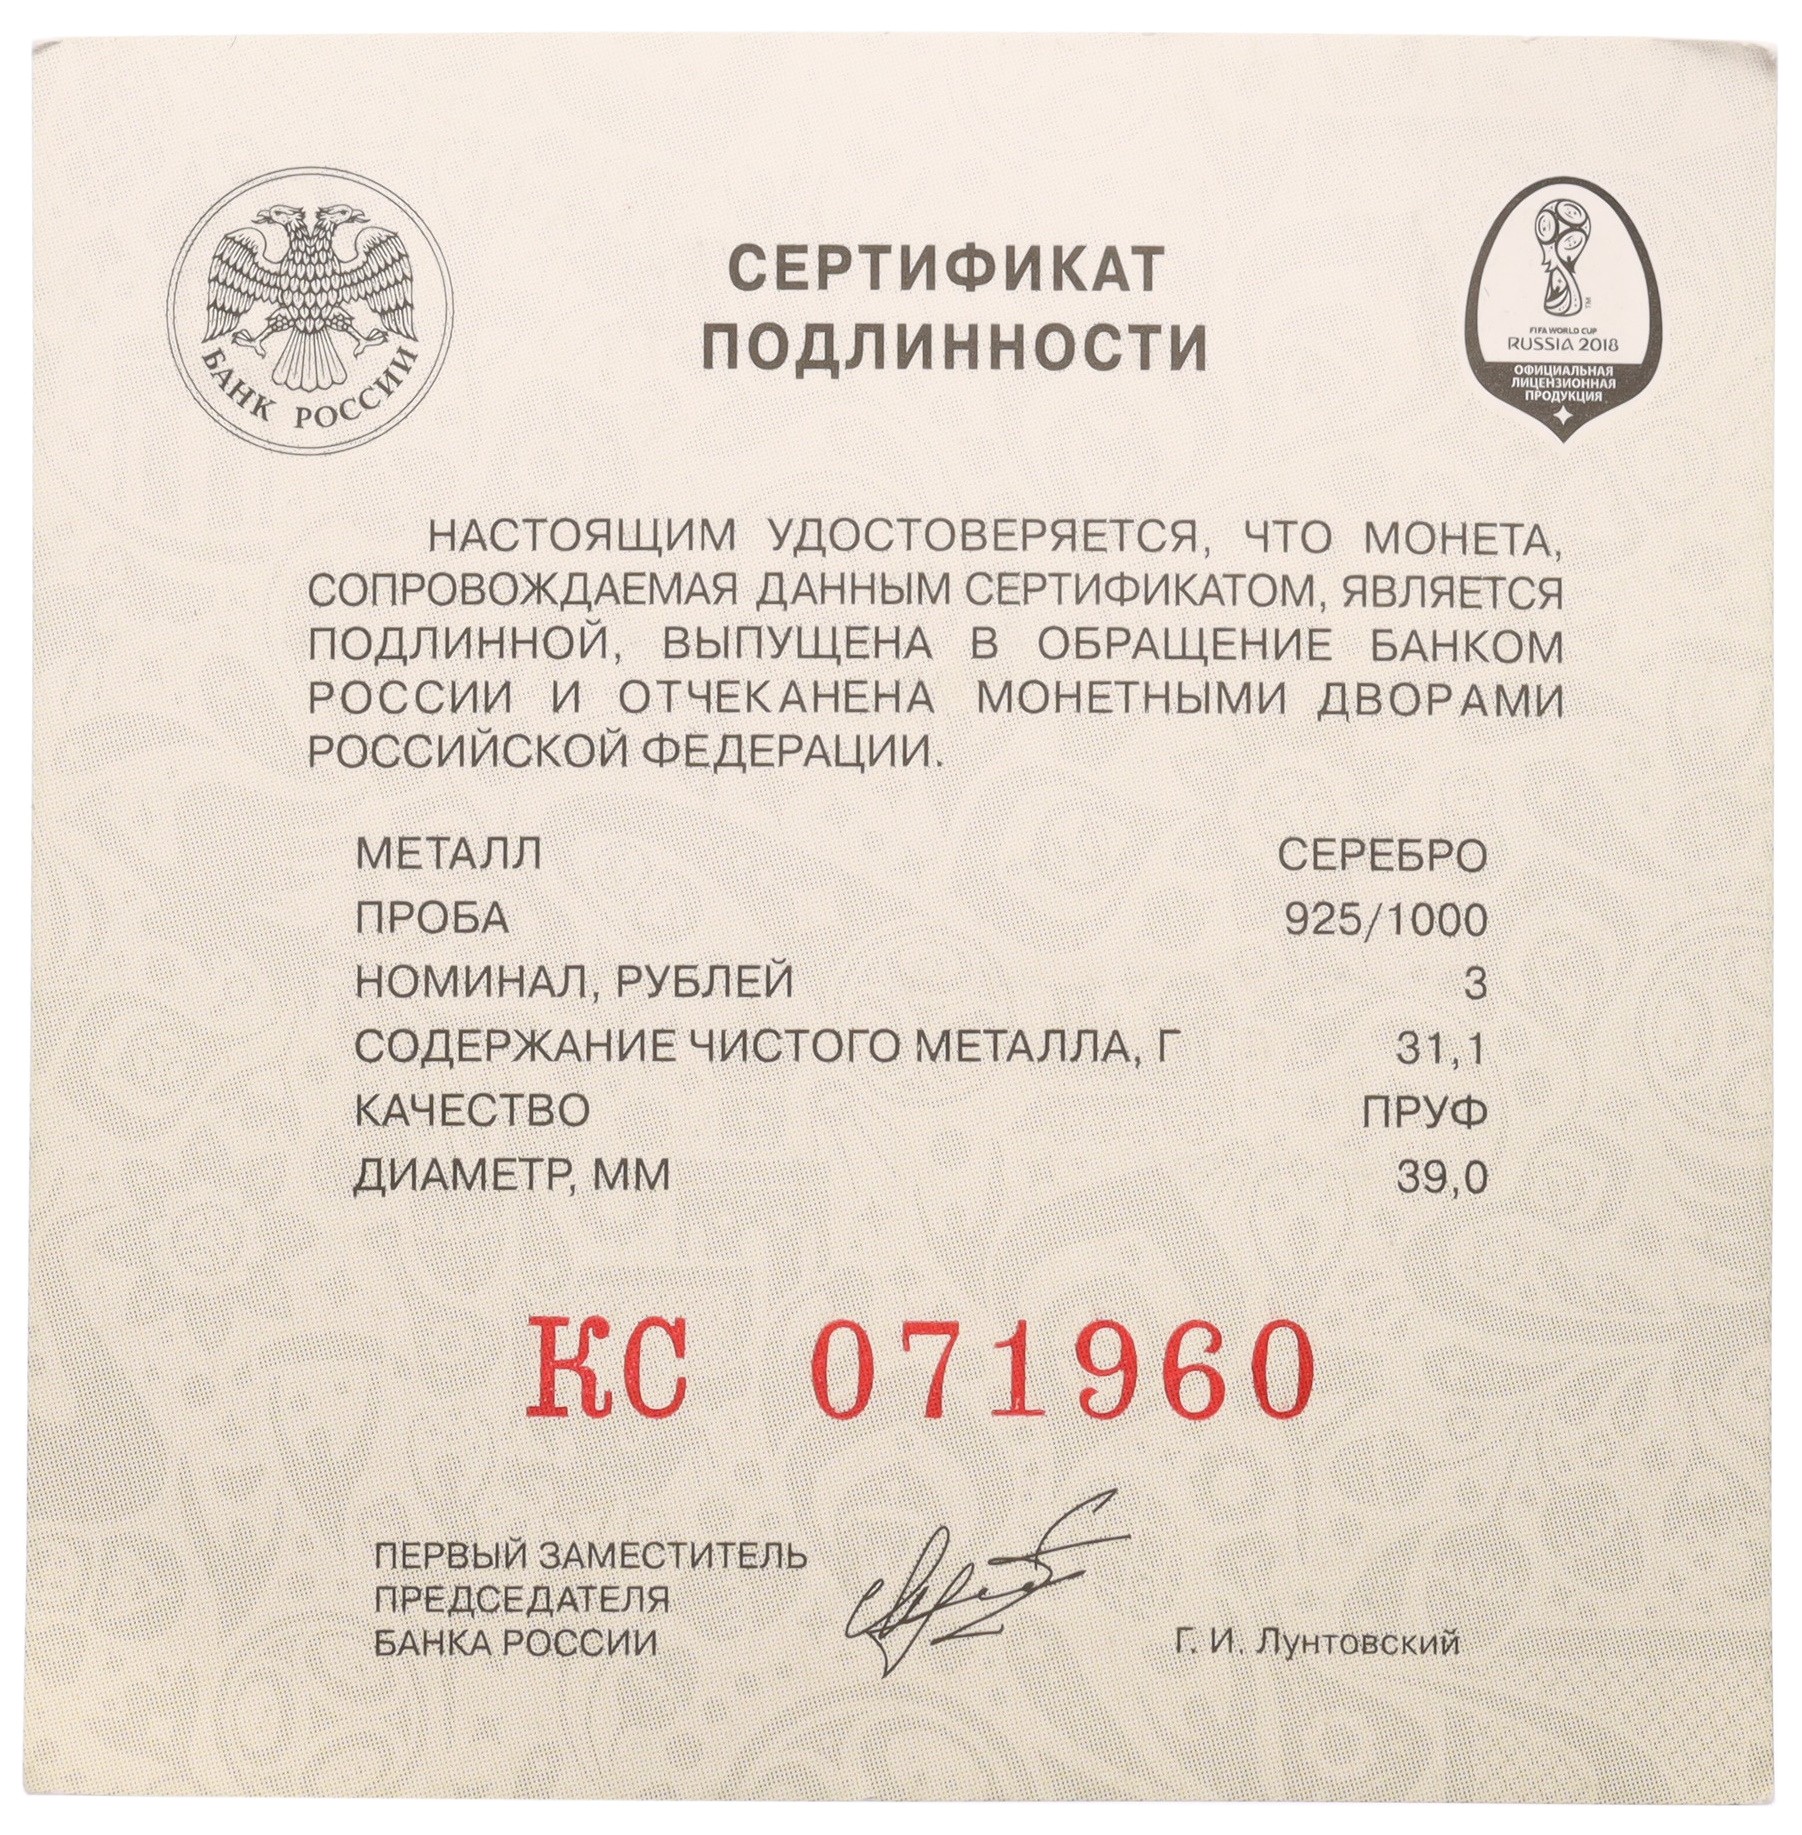 СЕРТИФИКАТ
ПОДЛИННОСТИ
БАНК РОССИИ
TM
FIFA WORLD CUP
RUSSIA 2018
ОФИЦИАЛЬНАЯ
ЛИЦЕНЗИОННАЯ
ПРОДУКЦИЯ
НАСТОЯЩИМ УДОСТОВЕРЯЕТСЯ, ЧТО МОНЕТА,
СОПРОВОЖДАЕМАЯ ДАННЫМ СЕРТИФИКАТОМ, ЯВЛЯЕТСЯ
ПОДЛИННОЙ, ВЫПУЩЕНА В ОБРАЩЕНИЕ БАНКОМ
РОССИИ И ОТЧЕКАНЕНА МОНЕТНЫМИ ДВОРАМИ
РОССИЙСКОЙ ФЕДЕРАЦИИ.
МЕТАЛЛ СЕРЕБРО
ПРОБА 925/1000
НОМИНАЛ, РУБЛЕЙ 3
СОДЕРЖАНИЕ ЧИСТОГО МЕТАЛЛА, Г 31,1
КАЧЕСТВО ПРУФ
ДИАМЕТР, ММ 39,0
КС 071960
ПЕРВЫЙ ЗАМЕСТИТЕЛЬ
ПРЕДСЕДАТЕЛЯ
БАНКА РОССИИ
Г. И. Лунтовский